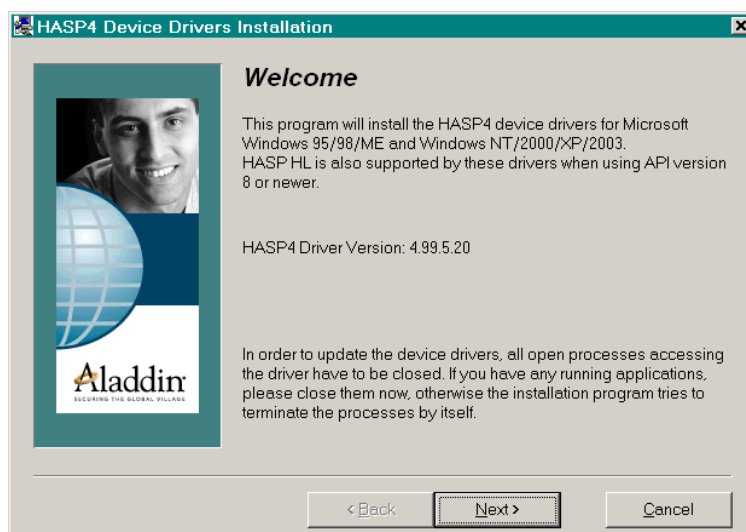 HASP4 Device Drivers Installation
Welcome
This program will install the HASP4 device drivers for Microsoft
Windows 95/98/ME and Windows NT/2000/XP/2003.
HASP HL is also supported by these drivers when using API version
8 or newer.
HASP4 Driver Version: 4.99.5.20
In order to update the device drivers, all open processes accessing
the driver have to be closed. If you have any running applications,
please close them now, otherwise the installation program tries to
terminate the processes by itself.
Aladdin
SECURING THE GLOBAL VILLAGE
< Back
Next >
Cancel